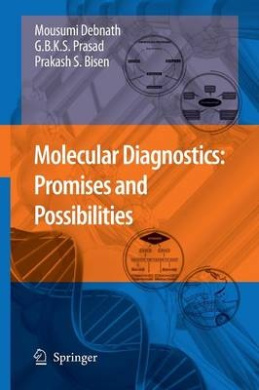 Mousumi Debnath
G.B.K.S. Prasad
Prakash S. Bisen
Molecular Diagnostics:
Promises and
Possibilities
Springer